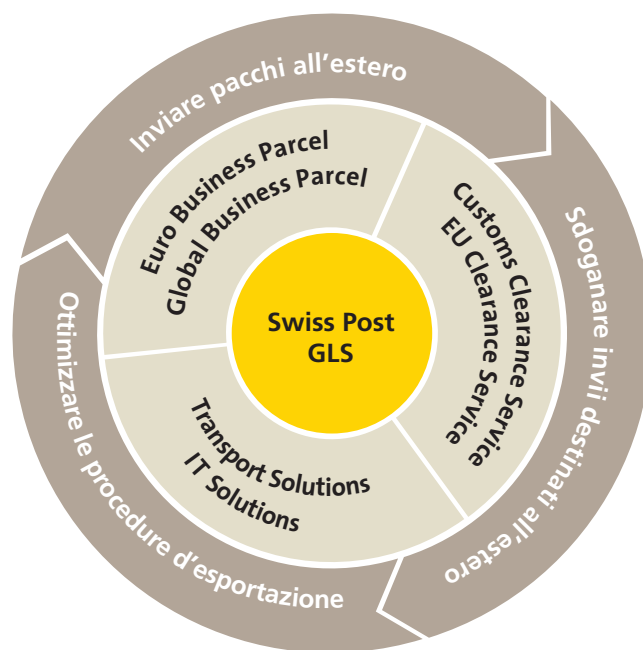 Inviare pacchi all’estero
Euro Business Parcel
Global Business Parcel
Sdoganare invii destinati all’estero
Customs Clearance Service
EU Clearance Service
Swiss Post
GLS
Ottimizzare le procedure d’esportazione
Transport Solutions
IT Solutions